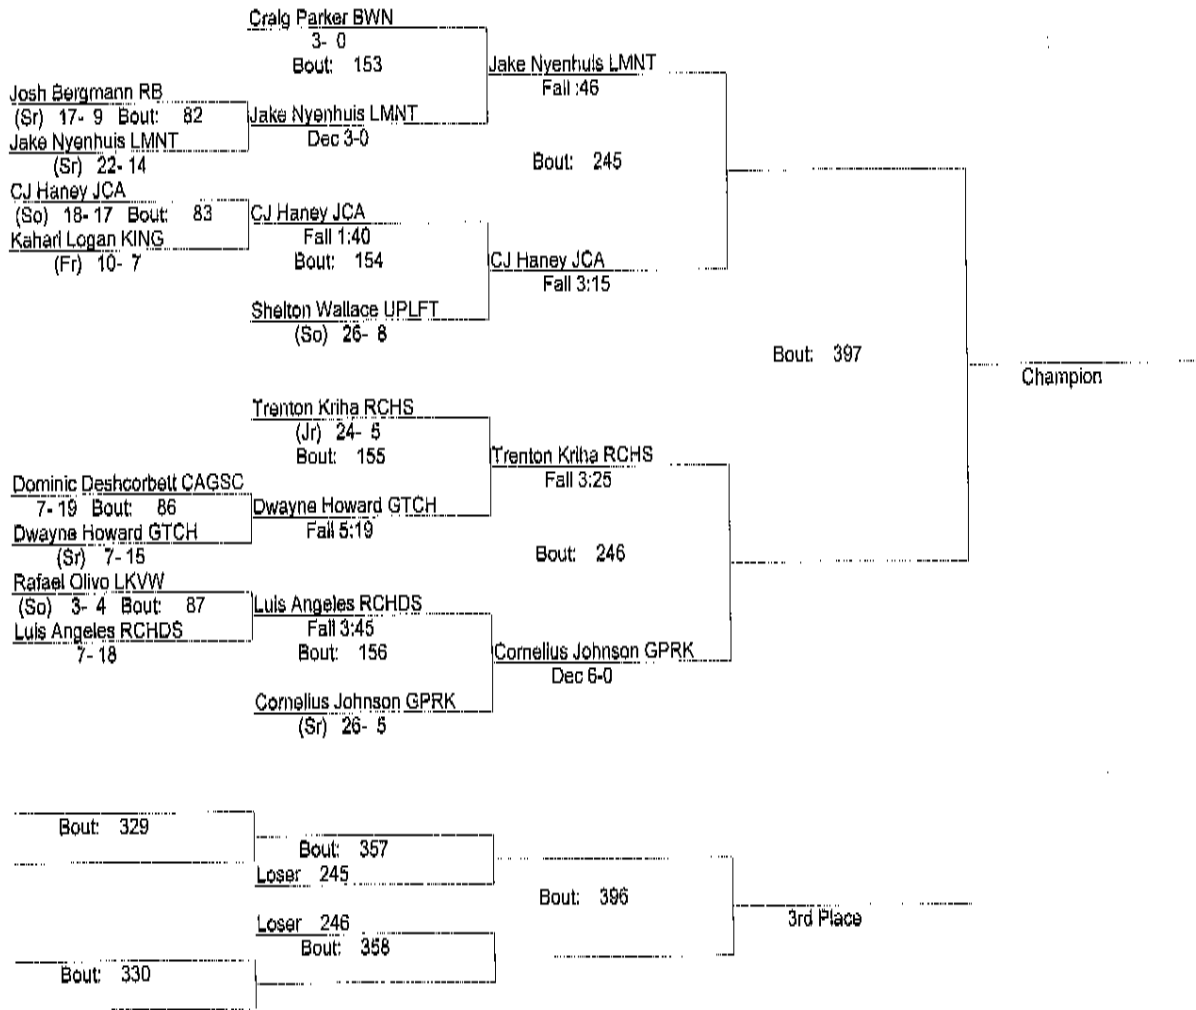 Craig Parker BWN
3- 0
Bout: 153
Jake Nyenhuis LMNT
Fall :46
Josh Bergmann RB
(Sr) 17- 9 Bout: 82
Jake Nyenhuis LMNT
Dec 3-0
Jake Nyenhuis LMNT
(Sr) 22- 14
Bout: 245
CJ Haney JCA
(So) 18- 17 Bout: 83
CJ Haney JCA
Fall 1:40
Kaharl Logan KING
(Fr) 10- 7
Bout: 154
CJ Haney JCA
Fall 3:15
Shelton Wallace UPLFT
(So) 26- 8
Bout: 397
Champion
Trenton Kriha RCHS
(Jr) 24- 5
Bout: 155
Trenton Kriha RCHS
Fall 3:25
Dominic Deshcorbett CAGSC
7- 19 Bout: 86
Dwayne Howard GTCH
Fall 5:19
Dwayne Howard GTCH
(Sr) 7- 15
Bout: 246
Rafael Olivo LKVW
(So) 3- 4 Bout: 87
Luis Angeles RCHDS
Fall 3:45
Luis Angeles RCHDS
7- 18
Bout: 156
Cornelius Johnson GPRK
Dec 6-0
Cornelius Johnson GPRK
(Sr) 26- 5
Bout: 329
Bout: 357
Loser 245
Bout: 396
3rd Place
Loser 246
Bout: 358
Bout: 330